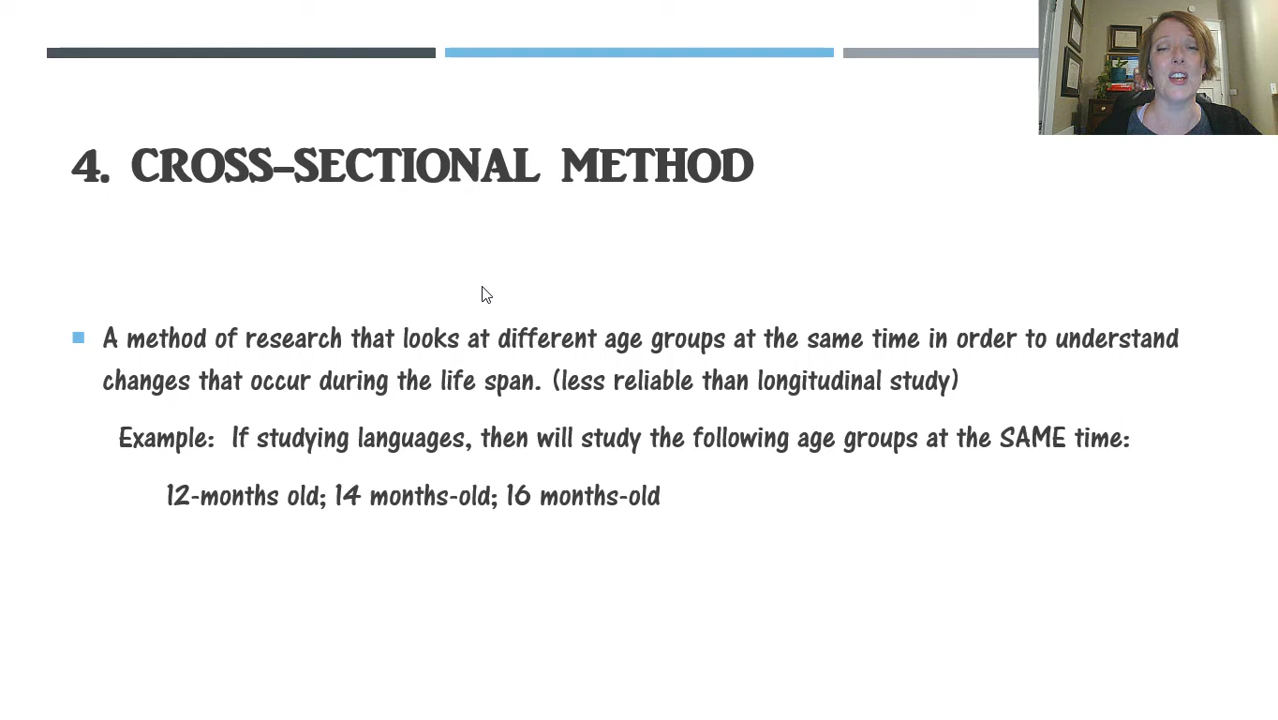 4. CROSS-SECTIONAL METHOD
A method of research that looks at different age groups at the same time in order to understand
changes that occur during the life span. (less reliable than longitudinal study)
Example: If studying languages, then will study the following age groups at the SAME time:
12-months old; 14 months-old; 16 months-old